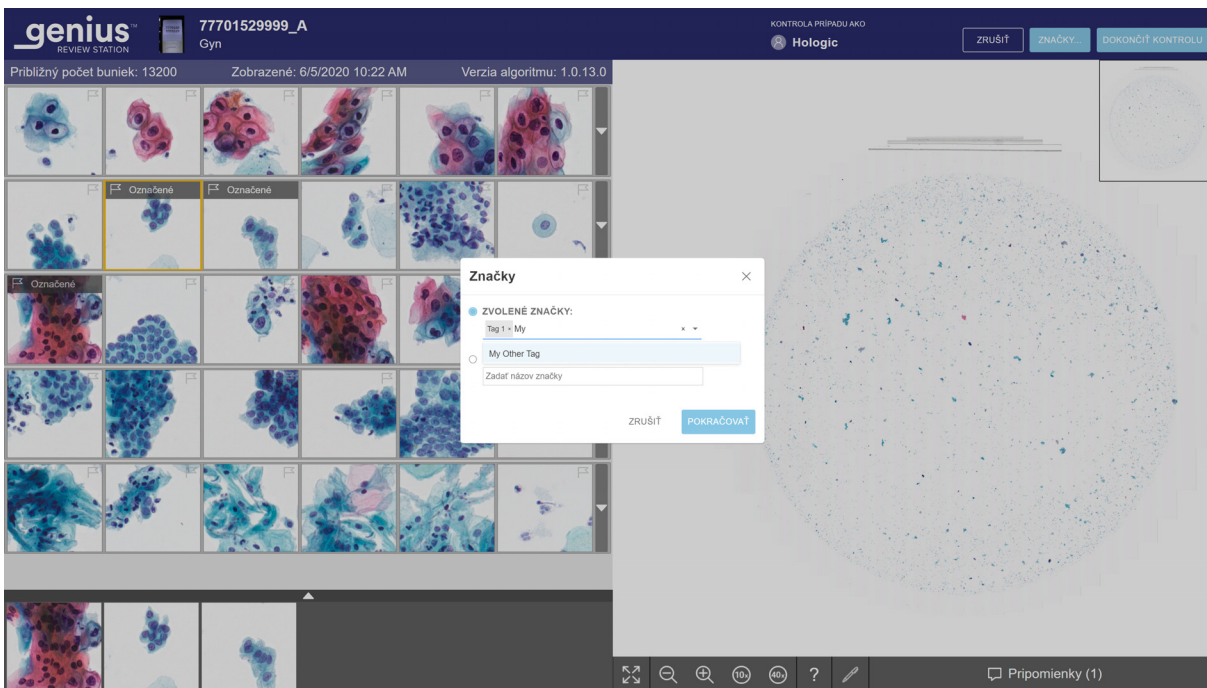 genius™
REVIEW STATION
77701529999_A
Gyn
KONTROLA PRÍPADU AKO
Hologic
ZRUŠIŤ
ZNAČKY...
DOKONČIŤ KONTROLU
Približný počet buniek: 13200
Zobrazené: 6/5/2020 10:22 AM
Verzia algoritmu: 1.0.13.0
Označené
Označené
Označené
Značky
ZVOLENÉ ZNAČKY:
Tag 1 × My
My Other Tag
Zadať názov značky
ZRUŠIŤ
POKRAČOVAŤ
10x
40x
?
Pripomienky (1)